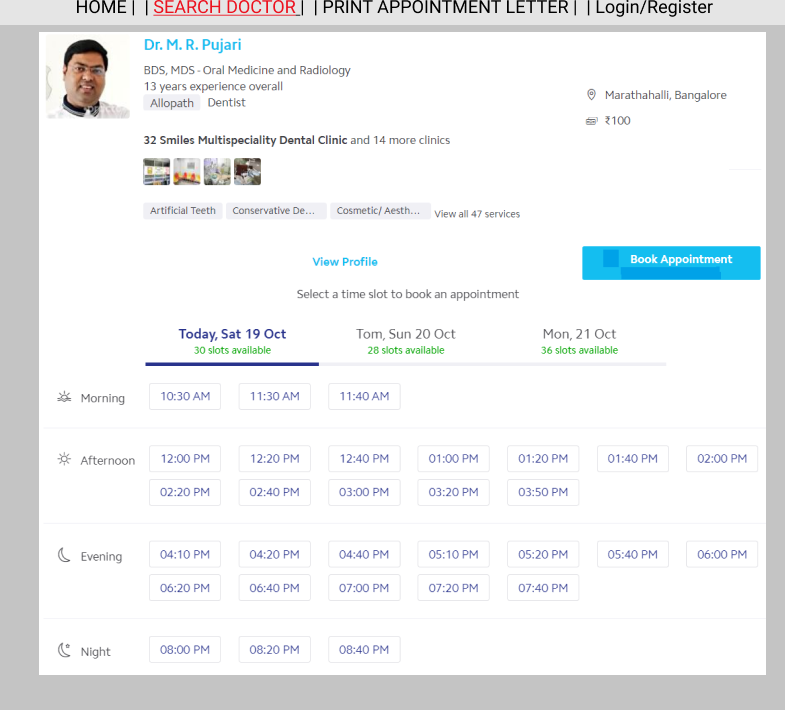 HOME | | SEARCH DOCTOR | | PRINT APPOINTMENT LETTER | | Login/Register
Dr. M. R. Pujari
BDS, MDS - Oral Medicine and Radiology
13 years experience overall
Allopath Dentist
Marathahalli, Bangalore
₹100
32 Smiles Multispeciality Dental Clinic and 14 more clinics
Artificial Teeth Conservative De... Cosmetic/ Aesth... View all 47 services
View Profile Book Appointment
Select a time slot to book an appointment
Today, Sat 19 Oct Tom, Sun 20 Oct Mon, 21 Oct
30 slots available 28 slots available 36 slots available
Morning 10:30 AM 11:30 AM 11:40 AM
Afternoon 12:00 PM 12:20 PM 12:40 PM 01:00 PM 01:20 PM 01:40 PM 02:00 PM
02:20 PM 02:40 PM 03:00 PM 03:20 PM 03:50 PM
Evening 04:10 PM 04:20 PM 04:40 PM 05:10 PM 05:20 PM 05:40 PM 06:00 PM
06:20 PM 06:40 PM 07:00 PM 07:20 PM 07:40 PM
Night 08:00 PM 08:20 PM 08:40 PM